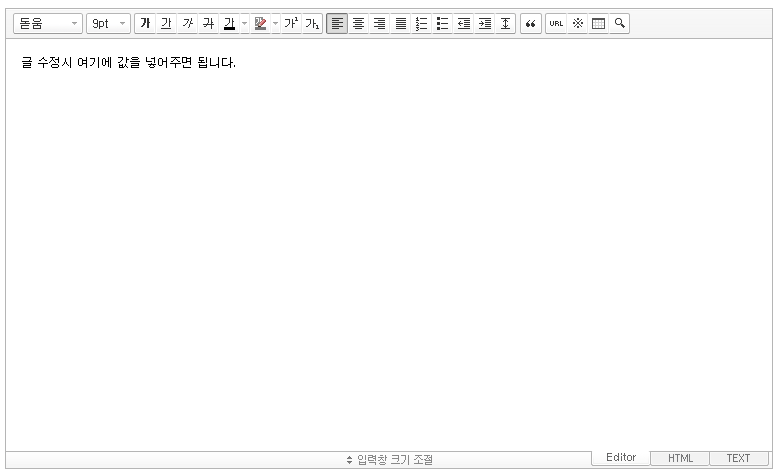 돋움 9pt 가 가 가 가 가 가 가¹ 가₁ URL
글 수정시 여기에 값을 넣어주면 됩니다.
입력창 크기 조절 Editor HTML TEXT